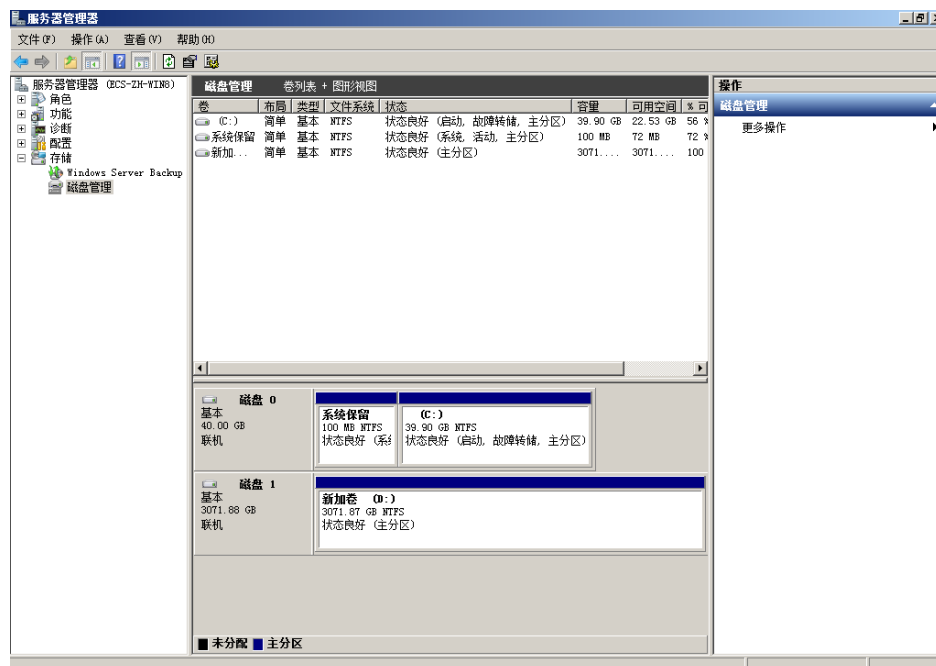 服务器管理器
文件(F) 操作(A) 查看(V) 帮助(H)
服务器管理器 (ECS-ZH-WIN8)
角色
功能
诊断
配置
存储
Windows Server Backup
磁盘管理
磁盘管理 卷列表 + 图形视图
卷 布局 类型 文件系统 状态 容量 可用空间 % 可
(C:) 简单 基本 NTFS 状态良好 (启动, 故障转储, 主分区) 39.90 GB 22.53 GB 56 %
系统保留 简单 基本 NTFS 状态良好 (系统, 活动, 主分区) 100 MB 72 MB 72 %
新加... 简单 基本 NTFS 状态良好 (主分区) 3071.... 3071.... 100
磁盘 0
基本
40.00 GB
联机
系统保留
100 MB NTFS
状态良好 (系
(C:)
39.90 GB NTFS
状态良好 (启动, 故障转储, 主分区)
磁盘 1
基本
3071.88 GB
联机
新加卷 (D:)
3071.87 GB NTFS
状态良好 (主分区)
未分配 主分区
操作
磁盘管理
更多操作